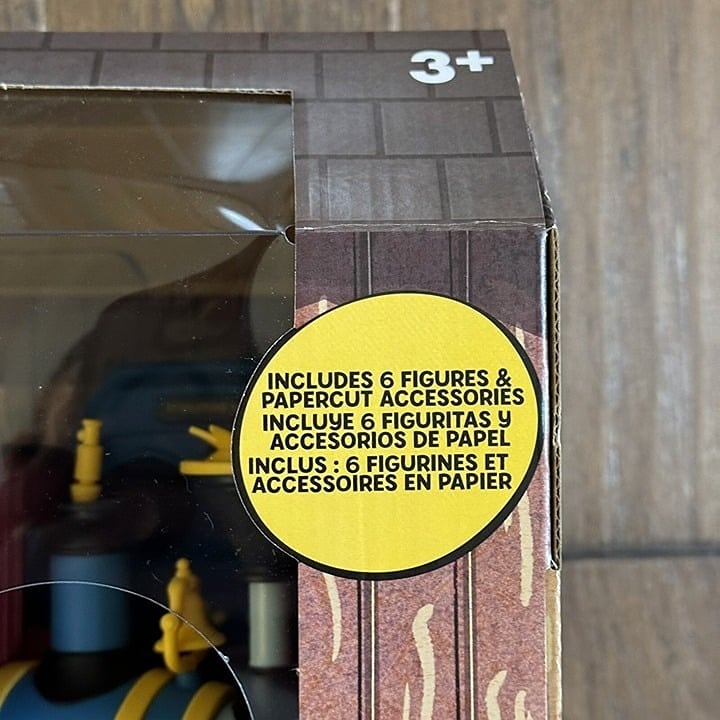 3+
INCLUDES 6 FIGURES &
PAPERCUT ACCESSORIES
INCLUYE 6 FIGURITAS y
ACCESORIOS DE PAPEL
INCLUS : 6 FIGURINES ET
ACCESSOIRES EN PAPIER